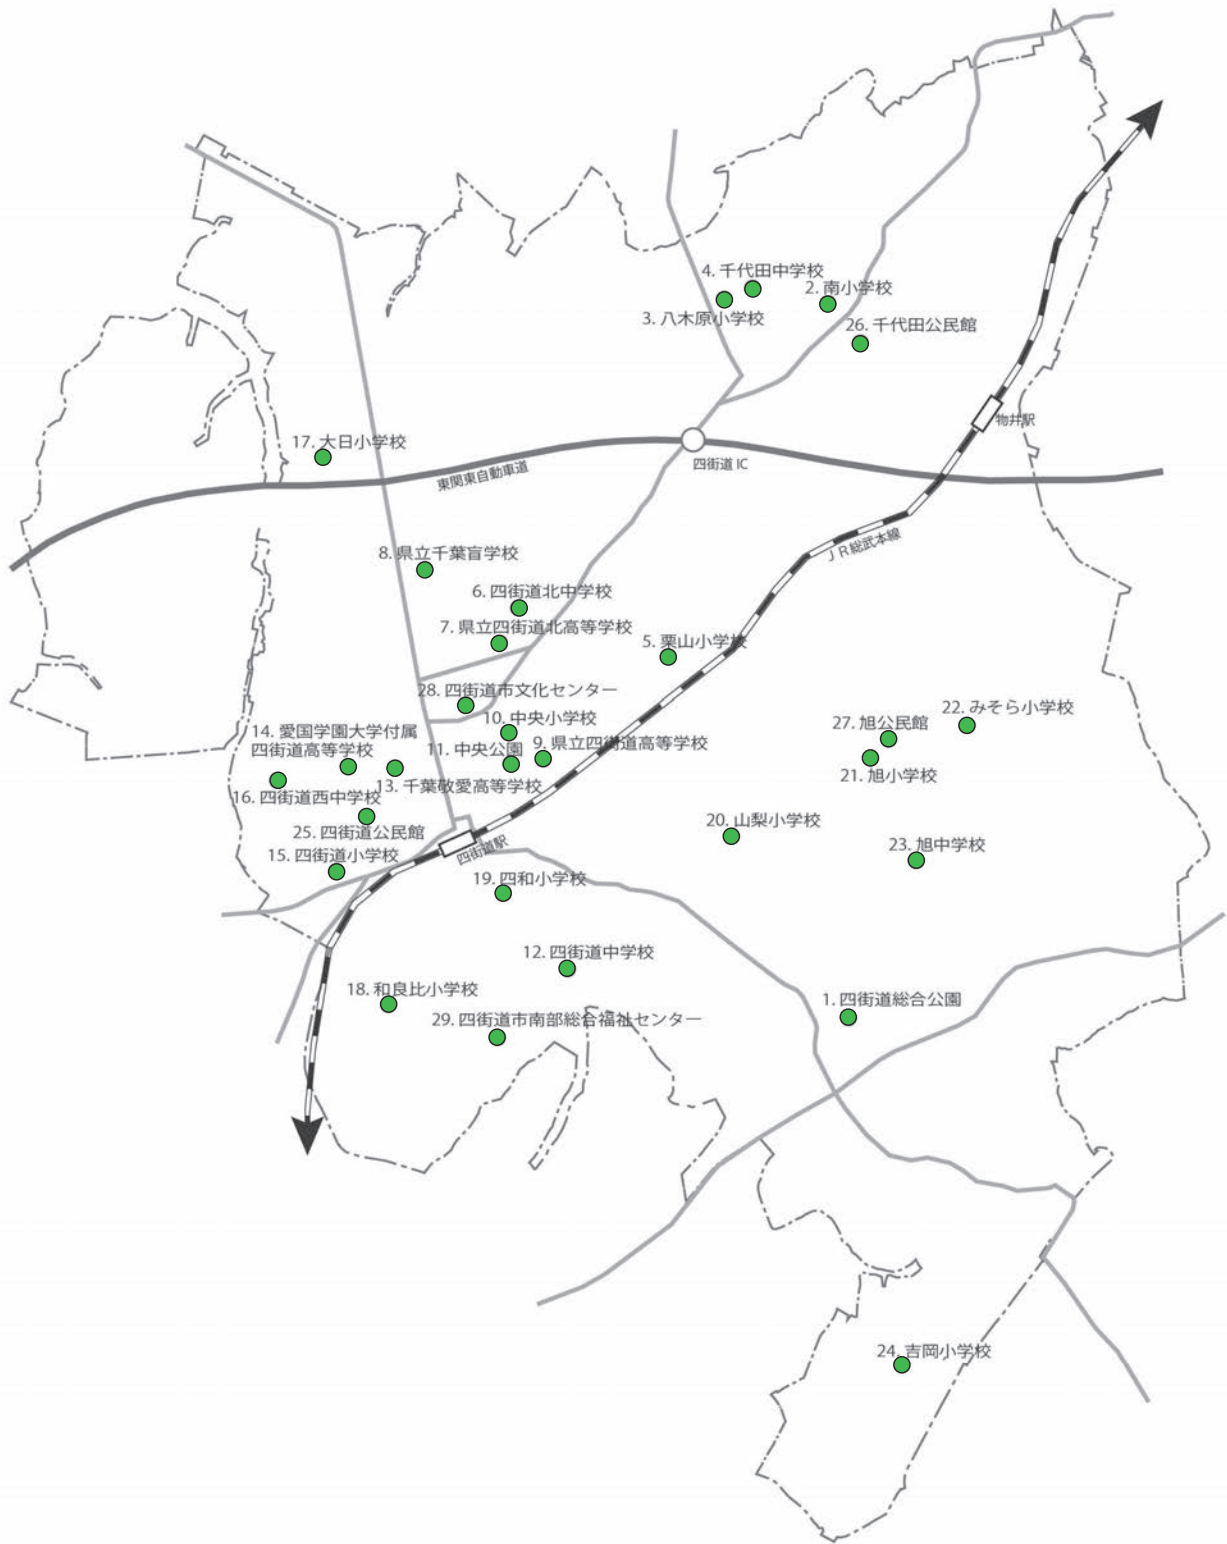 4. 千代田中学校
2. 南小学校
3. 八木原小学校
26. 千代田公民館
物井駅
17. 大日小学校
四街道 IC
東関東自動車道
ＪＲ総武本線
8. 県立千葉盲学校
6. 四街道北中学校
7. 県立四街道北高等学校
5. 栗山小学校
28. 四街道市文化センター
10. 中央小学校
22. みそら小学校
27. 旭公民館
14. 愛国学園大学付属
四街道高等学校
11. 中央公園
9. 県立四街道高等学校
21. 旭小学校
13. 千葉敬愛高等学校
16. 四街道西中学校
20. 山梨小学校
25. 四街道公民館
23. 旭中学校
四街道駅
15. 四街道小学校
19. 四和小学校
12. 四街道中学校
18. 和良比小学校
1. 四街道総合公園
29. 四街道市南部総合福祉センター
24. 吉岡小学校